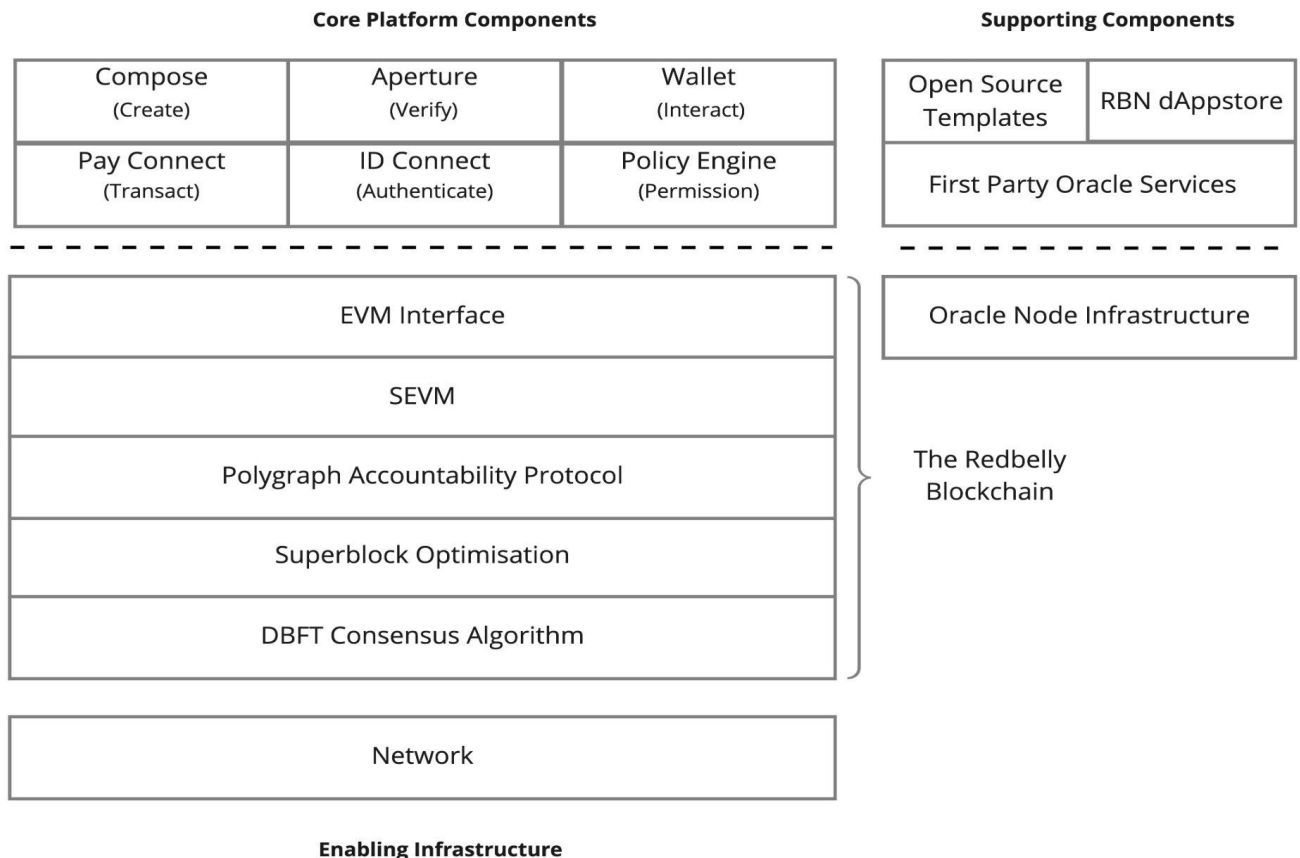 Core Platform Components
Supporting Components
Compose
(Create)
Aperture
(Verify)
Wallet
(Interact)
Pay Connect
(Transact)
ID Connect
(Authenticate)
Policy Engine
(Permission)
Open Source
Templates
RBN dAppstore
First Party Oracle Services
EVM Interface
SEVM
Polygraph Accountability Protocol
Superblock Optimisation
DBFT Consensus Algorithm
The Redbelly
Blockchain
Oracle Node Infrastructure
Network
Enabling Infrastructure